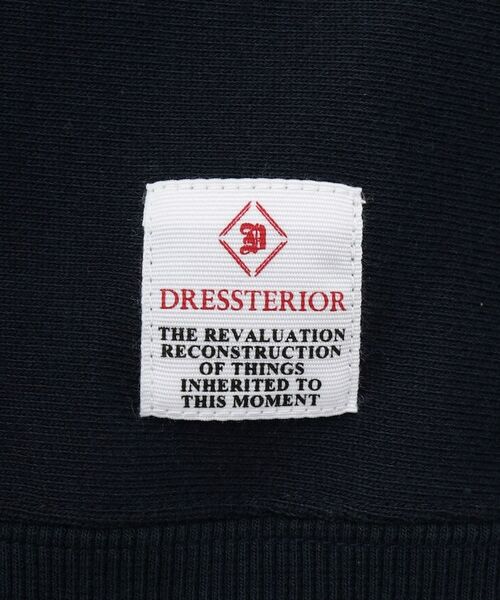 D
DRESSTERIOR
THE REVALUATION
RECONSTRUCTION
OF THINGS
INHERITED TO
THIS MOMENT